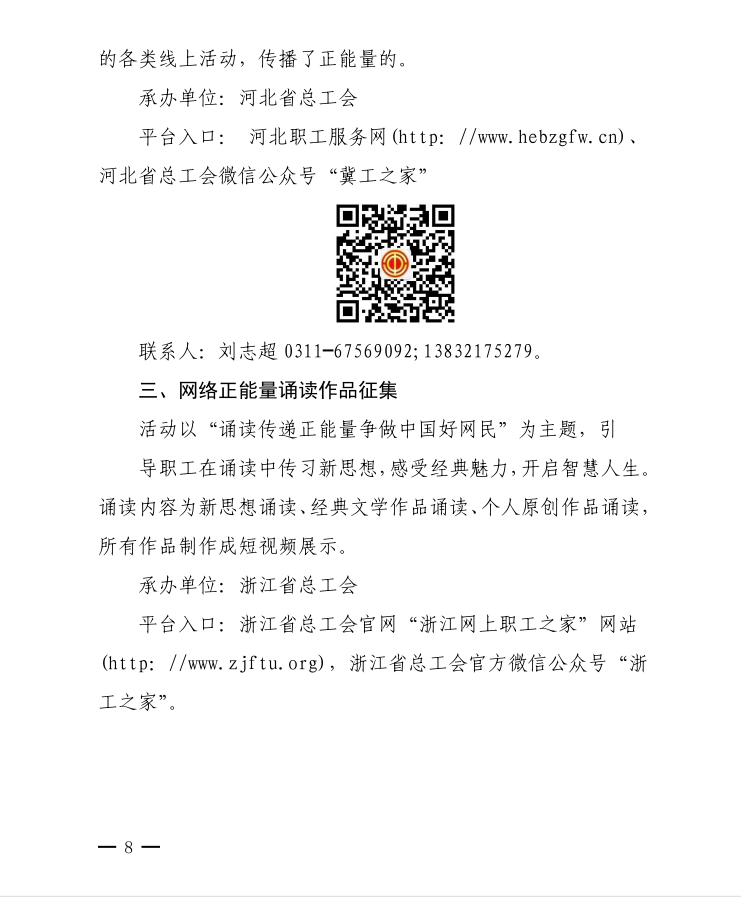 的各类线上活动，传播了正能量的。
承办单位：河北省总工会
平台入口： 河北职工服务网(http: //www.hebzgfw.cn)、
河北省总工会微信公众号“冀工之家”
联系人：刘志超 0311—67569092; 13832175279。
三、网络正能量诵读作品征集
活动以“诵读传递正能量争做中国好网民”为主题，引
导职工在诵读中传习新思想,感受经典魅力,开启智慧人生。
诵读内容为新思想诵读、经典文学作品诵读、个人原创作品诵读，
所有作品制作成短视频展示。
承办单位：浙江省总工会
平台入口：浙江省总工会官网“浙江网上职工之家”网站
(http: //www.zjftu.org)，浙江省总工会官方微信公众号“浙
工之家”。
— 8 —